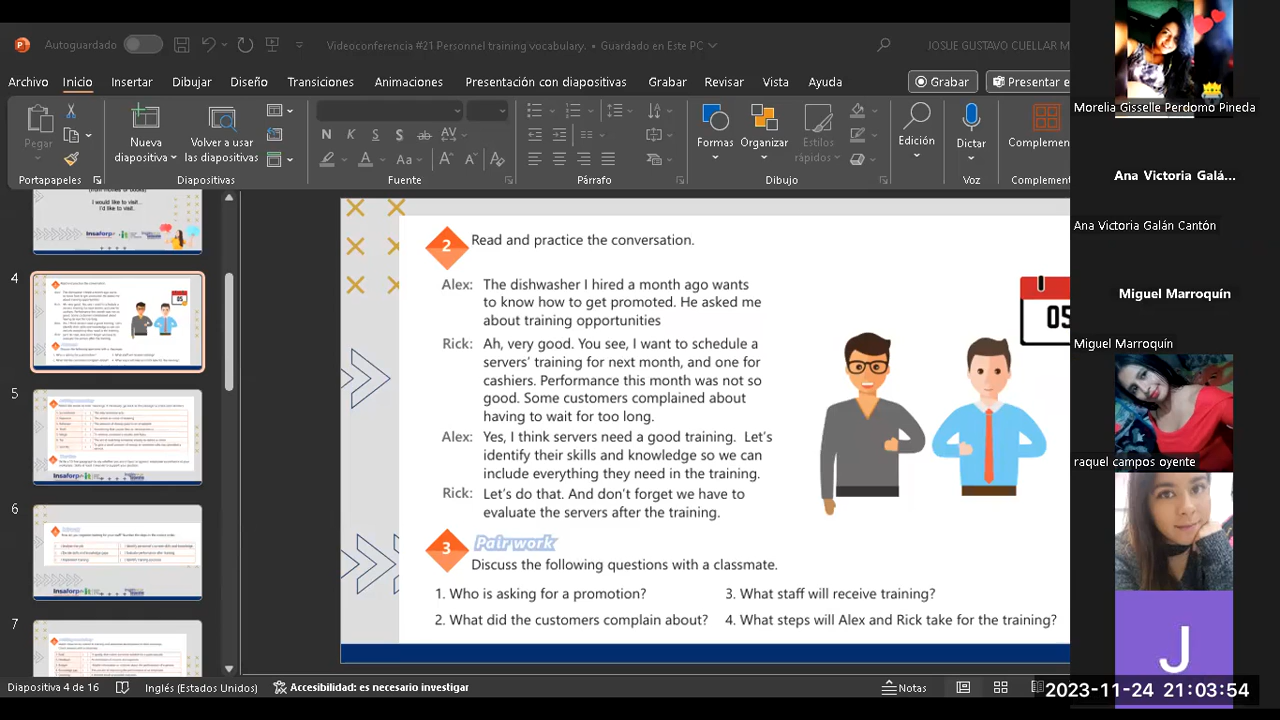 Autoguardado
Videoconferencia #21 Personel training vocabulary. • Guardado en Este PC
JOSUE GUSTAVO CUELLAR M
Archivo Inicio Insertar Dibujar Diseño Transiciones Animaciones Presentación con diapositivas Grabar Revisar Vista Ayuda
Grabar
Presentar e
Pegar
Nueva diapositiva
Volver a usar las diapositivas
Formas
Organizar
Estilos rápidos
Edición
Dictar
Complemen
Portapapeles
Diapositivas
Fuente
Párrafo
Dibujo
Voz
Complement
I would like to visit...
I'd like to visit.
Insaforp
4
5
Insaforp
6
Insaforp
7
2
Read and practice the conversation.
Alex: The dishwasher I hired a month ago wants
to know how to get promoted. He asked me
about training opportunities
Rick: Ah, very good. You see, I want to schedule a
servers' training for next month, and one for
cashiers. Performance this month was not so
good. Some customers complained about
having to wait for too long.
Alex: Yes, I think servers need a good training. Let's
identify their skills and knowledge so we can
include everything they need in the training.
Rick: Let's do that. And don't forget we have to
evaluate the servers after the training.
05
3
Pairwork
Discuss the following questions with a classmate.
1. Who is asking for a promotion? 3. What staff will receive training?
2. What did the customers complain about? 4. What steps will Alex and Rick take for the training?
Diapositiva 4 de 16
Inglés (Estados Unidos)
Accesibilidad: es necesario investigar
Notas
Morelia Gisselle Perdomo Pineda
Ana Victoria Galá...
Ana Victoria Galán Cantón
Miguel Marroquín
Miguel Marroquín
raquel campos oyente
J
2023-11-24 21:03:54